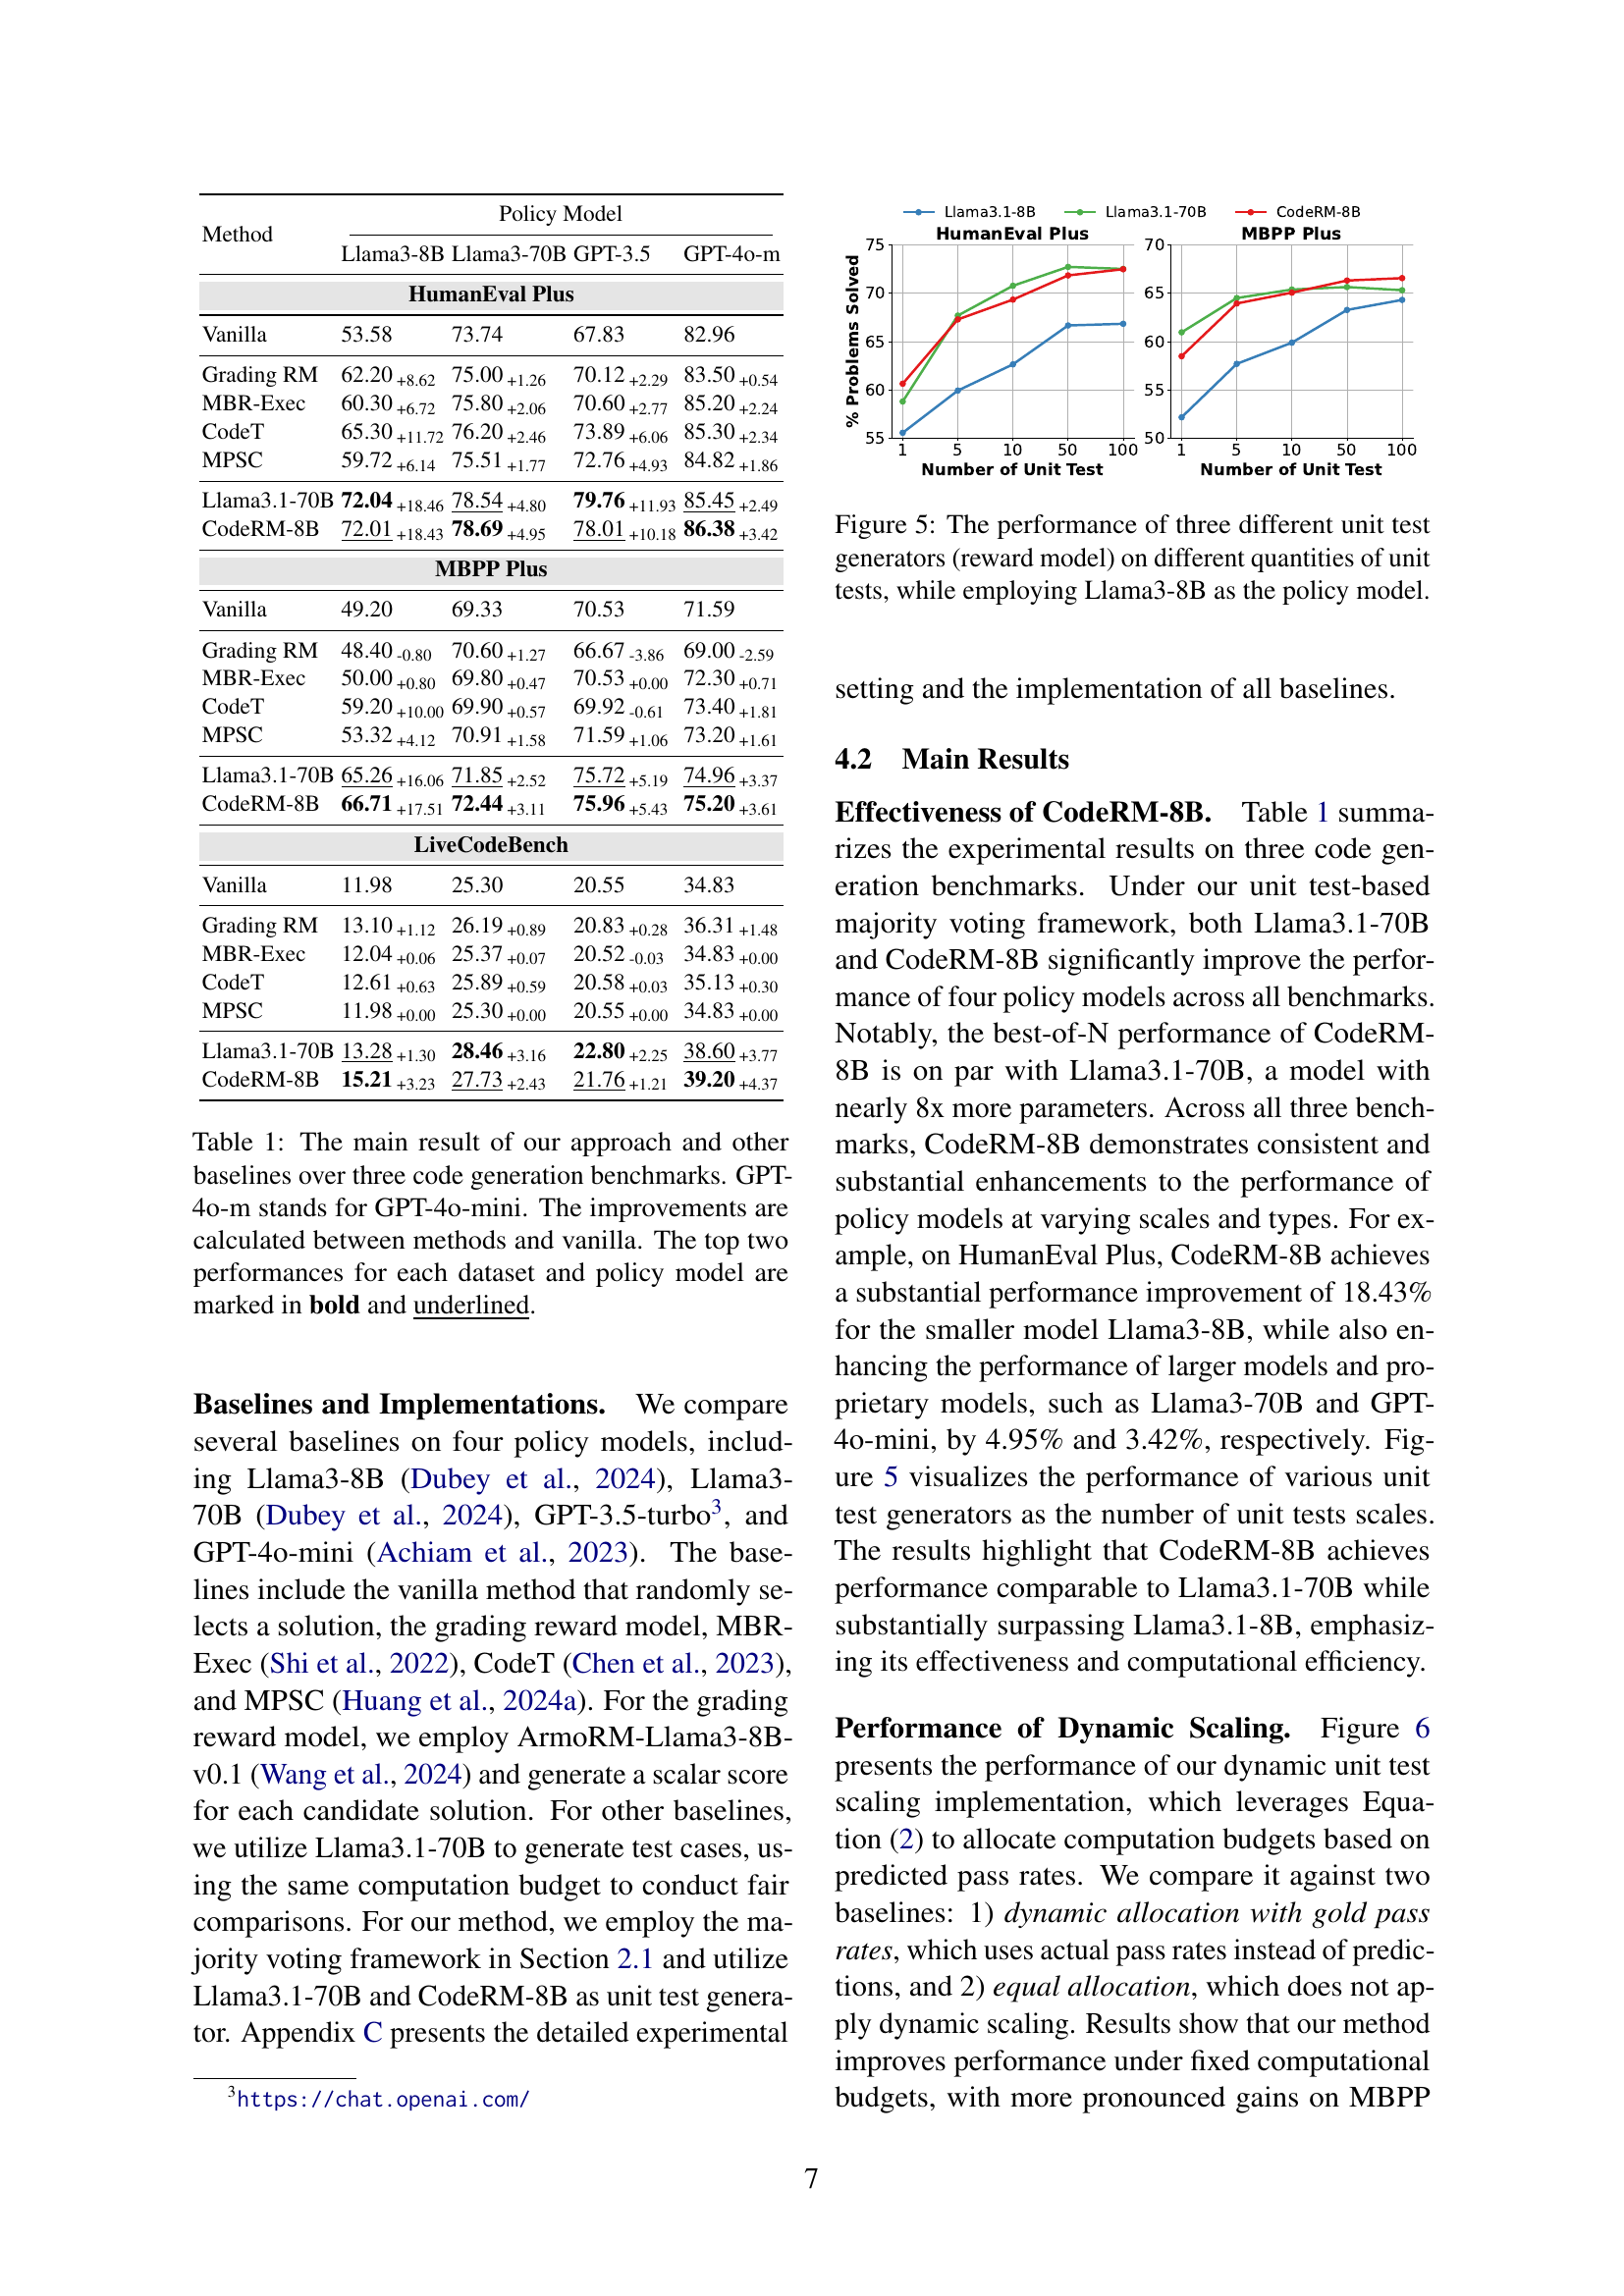 Method
Policy Model
Llama3-8B Llama3-70B GPT-3.5 GPT-4o-m
HumanEval Plus
Vanilla 53.58 73.74 67.83 82.96
Grading RM 62.20 +8.62 75.00 +1.26 70.12 +2.29 83.50 +0.54
MBR-Exec 60.30 +6.72 75.80 +2.06 70.60 +2.77 85.20 +2.24
CodeT 65.30 +11.72 76.20 +2.46 73.89 +6.06 85.30 +2.34
MPSC 59.72 +6.14 75.51 +1.77 72.76 +4.93 84.82 +1.86
Llama3.1-70B 72.04 +18.46 78.54 +4.80 79.76 +11.93 85.45 +2.49
CodeRM-8B 72.01 +18.43 78.69 +4.95 78.01 +10.18 86.38 +3.42
MBPP Plus
Vanilla 49.20 69.33 70.53 71.59
Grading RM 48.40 -0.80 70.60 +1.27 66.67 -3.86 69.00 -2.59
MBR-Exec 50.00 +0.80 69.80 +0.47 70.53 +0.00 72.30 +0.71
CodeT 59.20 +10.00 69.90 +0.57 69.92 -0.61 73.40 +1.81
MPSC 53.32 +4.12 70.91 +1.58 71.59 +1.06 73.20 +1.61
Llama3.1-70B 65.26 +16.06 71.85 +2.52 75.72 +5.19 74.96 +3.37
CodeRM-8B 66.71 +17.51 72.44 +3.11 75.96 +5.43 75.20 +3.61
LiveCodeBench
Vanilla 11.98 25.30 20.55 34.83
Grading RM 13.10 +1.12 26.19 +0.89 20.83 +0.28 36.31 +1.48
MBR-Exec 12.04 +0.06 25.37 +0.07 20.52 -0.03 34.83 +0.00
CodeT 12.61 +0.63 25.89 +0.59 20.58 +0.03 35.13 +0.30
MPSC 11.98 +0.00 25.30 +0.00 20.55 +0.00 34.83 +0.00
Llama3.1-70B 13.28 +1.30 28.46 +3.16 22.80 +2.25 38.60 +3.77
CodeRM-8B 15.21 +3.23 27.73 +2.43 21.76 +1.21 39.20 +4.37
Table 1: The main result of our approach and other
baselines over three code generation benchmarks. GPT-
4o-m stands for GPT-4o-mini. The improvements are
calculated between methods and vanilla. The top two
performances for each dataset and policy model are
marked in bold and underlined.
Baselines and Implementations. We compare
several baselines on four policy models, includ-
ing Llama3-8B (Dubey et al., 2024), Llama3-
70B (Dubey et al., 2024), GPT-3.5-turbo3, and
GPT-4o-mini (Achiam et al., 2023). The base-
lines include the vanilla method that randomly se-
lects a solution, the grading reward model, MBR-
Exec (Shi et al., 2022), CodeT (Chen et al., 2023),
and MPSC (Huang et al., 2024a). For the grading
reward model, we employ ArmoRM-Llama3-8B-
v0.1 (Wang et al., 2024) and generate a scalar score
for each candidate solution. For other baselines,
we utilize Llama3.1-70B to generate test cases, us-
ing the same computation budget to conduct fair
comparisons. For our method, we employ the ma-
jority voting framework in Section 2.1 and utilize
Llama3.1-70B and CodeRM-8B as unit test genera-
tor. Appendix C presents the detailed experimental
3https://chat.openai.com/
Llama3.1-8B Llama3.1-70B CodeRM-8B
HumanEval Plus MBPP Plus
% Problems Solved
75 70 65 60 55
70 65 60 55 50
1 5 10 50 100 1 5 10 50 100
Number of Unit Test Number of Unit Test
Figure 5: The performance of three different unit test
generators (reward model) on different quantities of unit
tests, while employing Llama3-8B as the policy model.
setting and the implementation of all baselines.
4.2 Main Results
Effectiveness of CodeRM-8B. Table 1 summa-
rizes the experimental results on three code gen-
eration benchmarks. Under our unit test-based
majority voting framework, both Llama3.1-70B
and CodeRM-8B significantly improve the perfor-
mance of four policy models across all benchmarks.
Notably, the best-of-N performance of CodeRM-
8B is on par with Llama3.1-70B, a model with
nearly 8x more parameters. Across all three bench-
marks, CodeRM-8B demonstrates consistent and
substantial enhancements to the performance of
policy models at varying scales and types. For ex-
ample, on HumanEval Plus, CodeRM-8B achieves
a substantial performance improvement of 18.43%
for the smaller model Llama3-8B, while also en-
hancing the performance of larger models and pro-
prietary models, such as Llama3-70B and GPT-
4o-mini, by 4.95% and 3.42%, respectively. Fig-
ure 5 visualizes the performance of various unit
test generators as the number of unit tests scales.
The results highlight that CodeRM-8B achieves
performance comparable to Llama3.1-70B while
substantially surpassing Llama3.1-8B, emphasiz-
ing its effectiveness and computational efficiency.
Performance of Dynamic Scaling. Figure 6
presents the performance of our dynamic unit test
scaling implementation, which leverages Equa-
tion (2) to allocate computation budgets based on
predicted pass rates. We compare it against two
baselines: 1) dynamic allocation with gold pass
rates, which uses actual pass rates instead of predic-
tions, and 2) equal allocation, which does not ap-
ply dynamic scaling. Results show that our method
improves performance under fixed computational
budgets, with more pronounced gains on MBPP
7